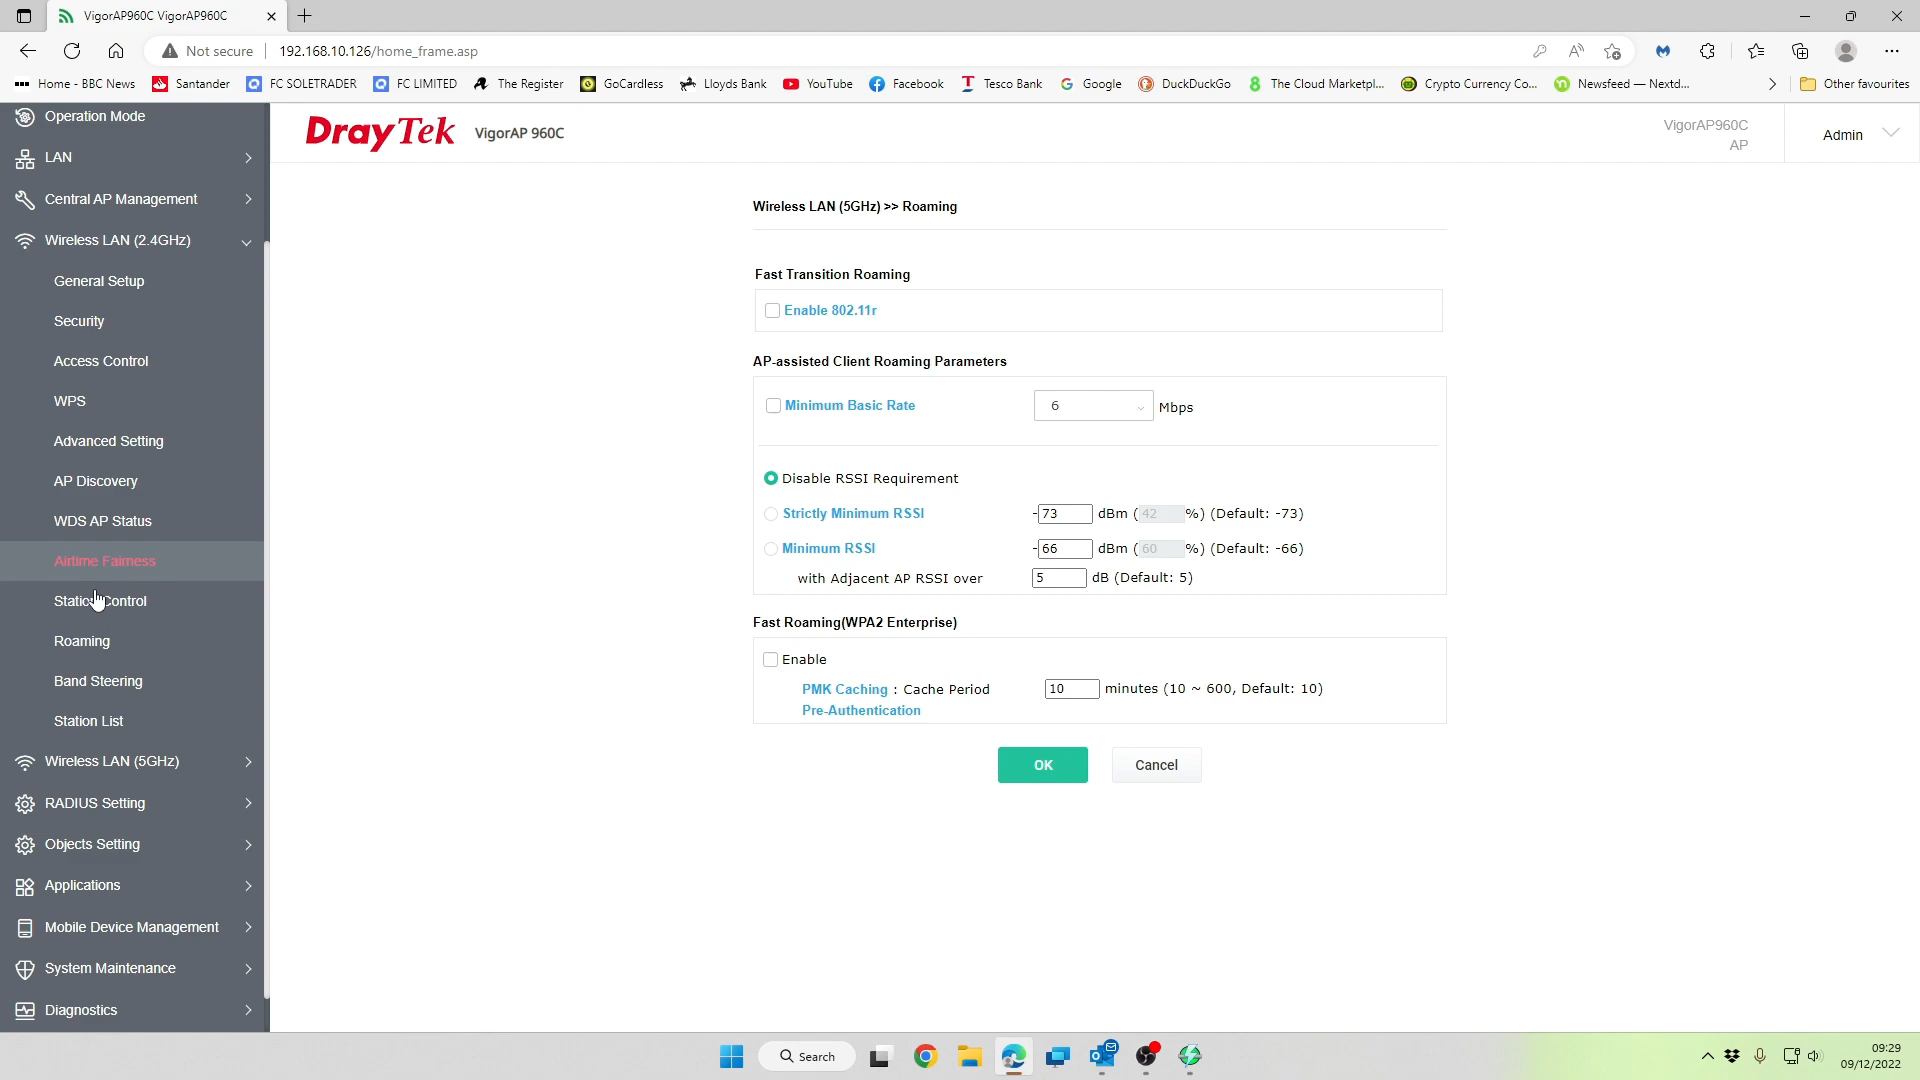 VigorAP960C VigorAP960C
Not secure 192.168.10.126/home_frame.asp
Home - BBC News Santander FC SOLETRADER FC LIMITED The Register GoCardless Lloyds Bank YouTube Facebook Tesco Bank Google DuckDuckGo The Cloud Marketpl... Crypto Currency Co... Newsfeed — Nextd... Other favourites
Operation Mode
LAN
Central AP Management
Wireless LAN (2.4GHz)
General Setup
Security
Access Control
WPS
Advanced Setting
AP Discovery
WDS AP Status
Airtime Fairness
Station Control
Roaming
Band Steering
Station List
Wireless LAN (5GHz)
RADIUS Setting
Objects Setting
Applications
Mobile Device Management
System Maintenance
Diagnostics
DrayTek VigorAP 960C
VigorAP960C
AP
Admin
Wireless LAN (5GHz) >> Roaming
Fast Transition Roaming
Enable 802.11r
AP-assisted Client Roaming Parameters
Minimum Basic Rate 6 Mbps
Disable RSSI Requirement
Strictly Minimum RSSI -73 dBm (42 %) (Default: -73)
Minimum RSSI -66 dBm (60 %) (Default: -66)
with Adjacent AP RSSI over 5 dB (Default: 5)
Fast Roaming(WPA2 Enterprise)
Enable
PMK Caching : Cache Period 10 minutes (10 ~ 600, Default: 10)
Pre-Authentication
OK Cancel
Search
09:29
09/12/2022